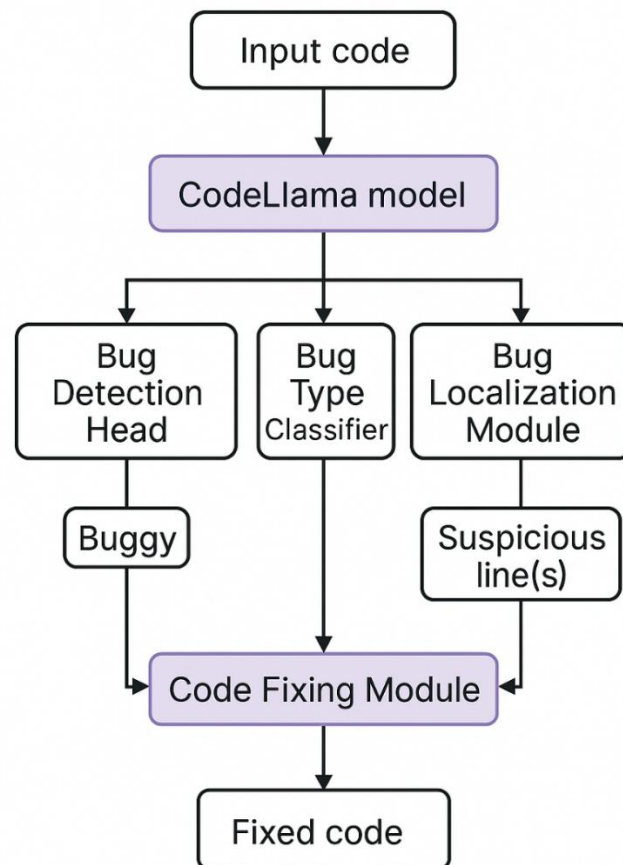 Input code
CodeLlama model
Bug
Detection
Head
Bug
Type
Classifier
Bug
Localization
Module
Buggy
Suspicious
line(s)
Code Fixing Module
Fixed code